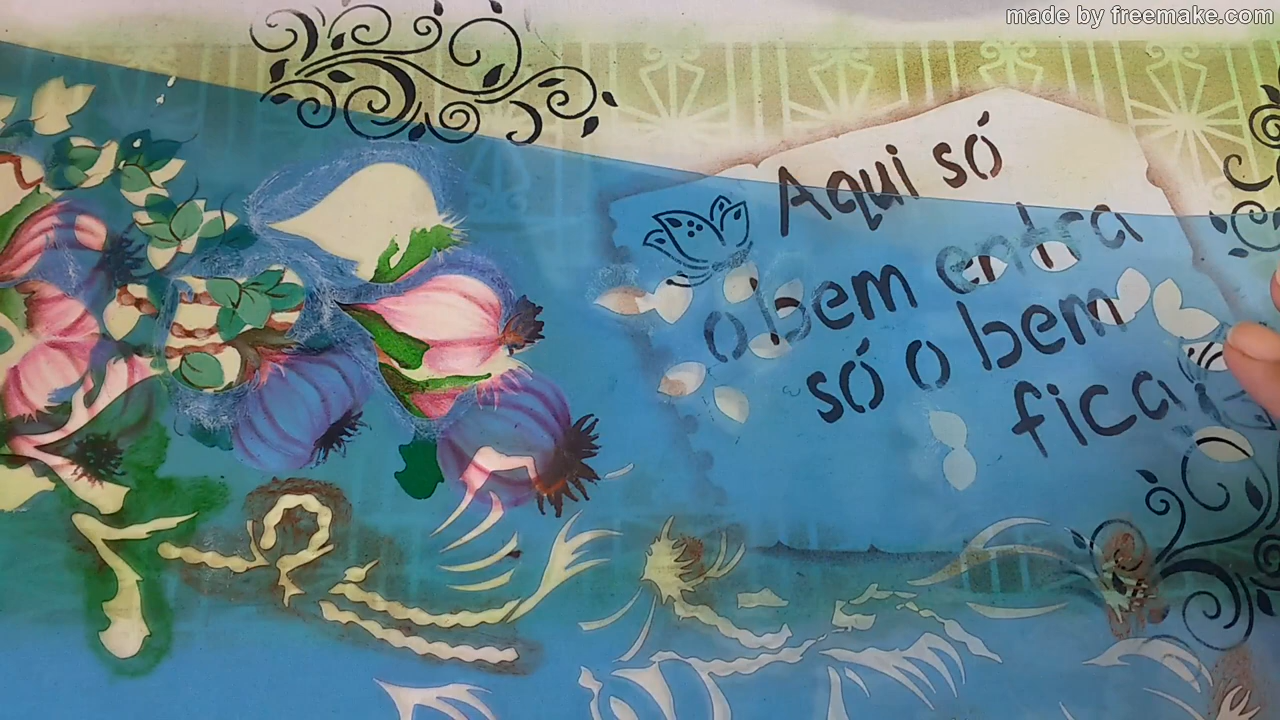 made by freemake.com
Aqui só
o bem entra
só o bem
fica